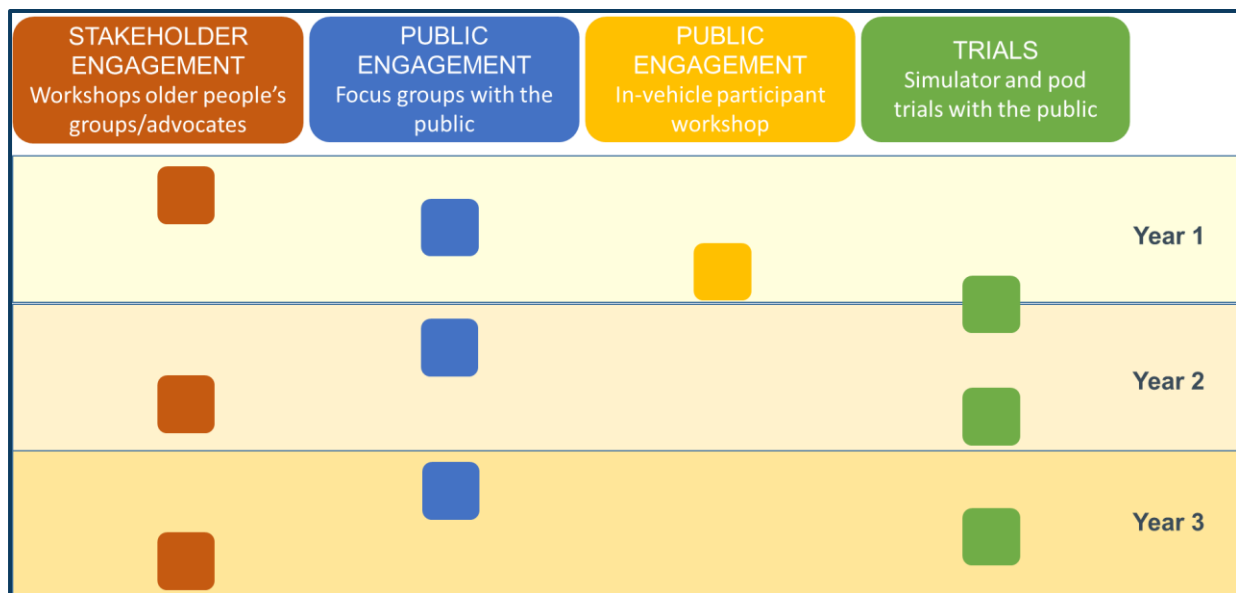 STAKEHOLDER
ENGAGEMENT
Workshops older people's
groups/advocates
PUBLIC
ENGAGEMENT
Focus groups with the
public
PUBLIC
ENGAGEMENT
In-vehicle participant
workshop
TRIALS
Simulator and pod
trials with the public
Year 1
Year 2
Year 3